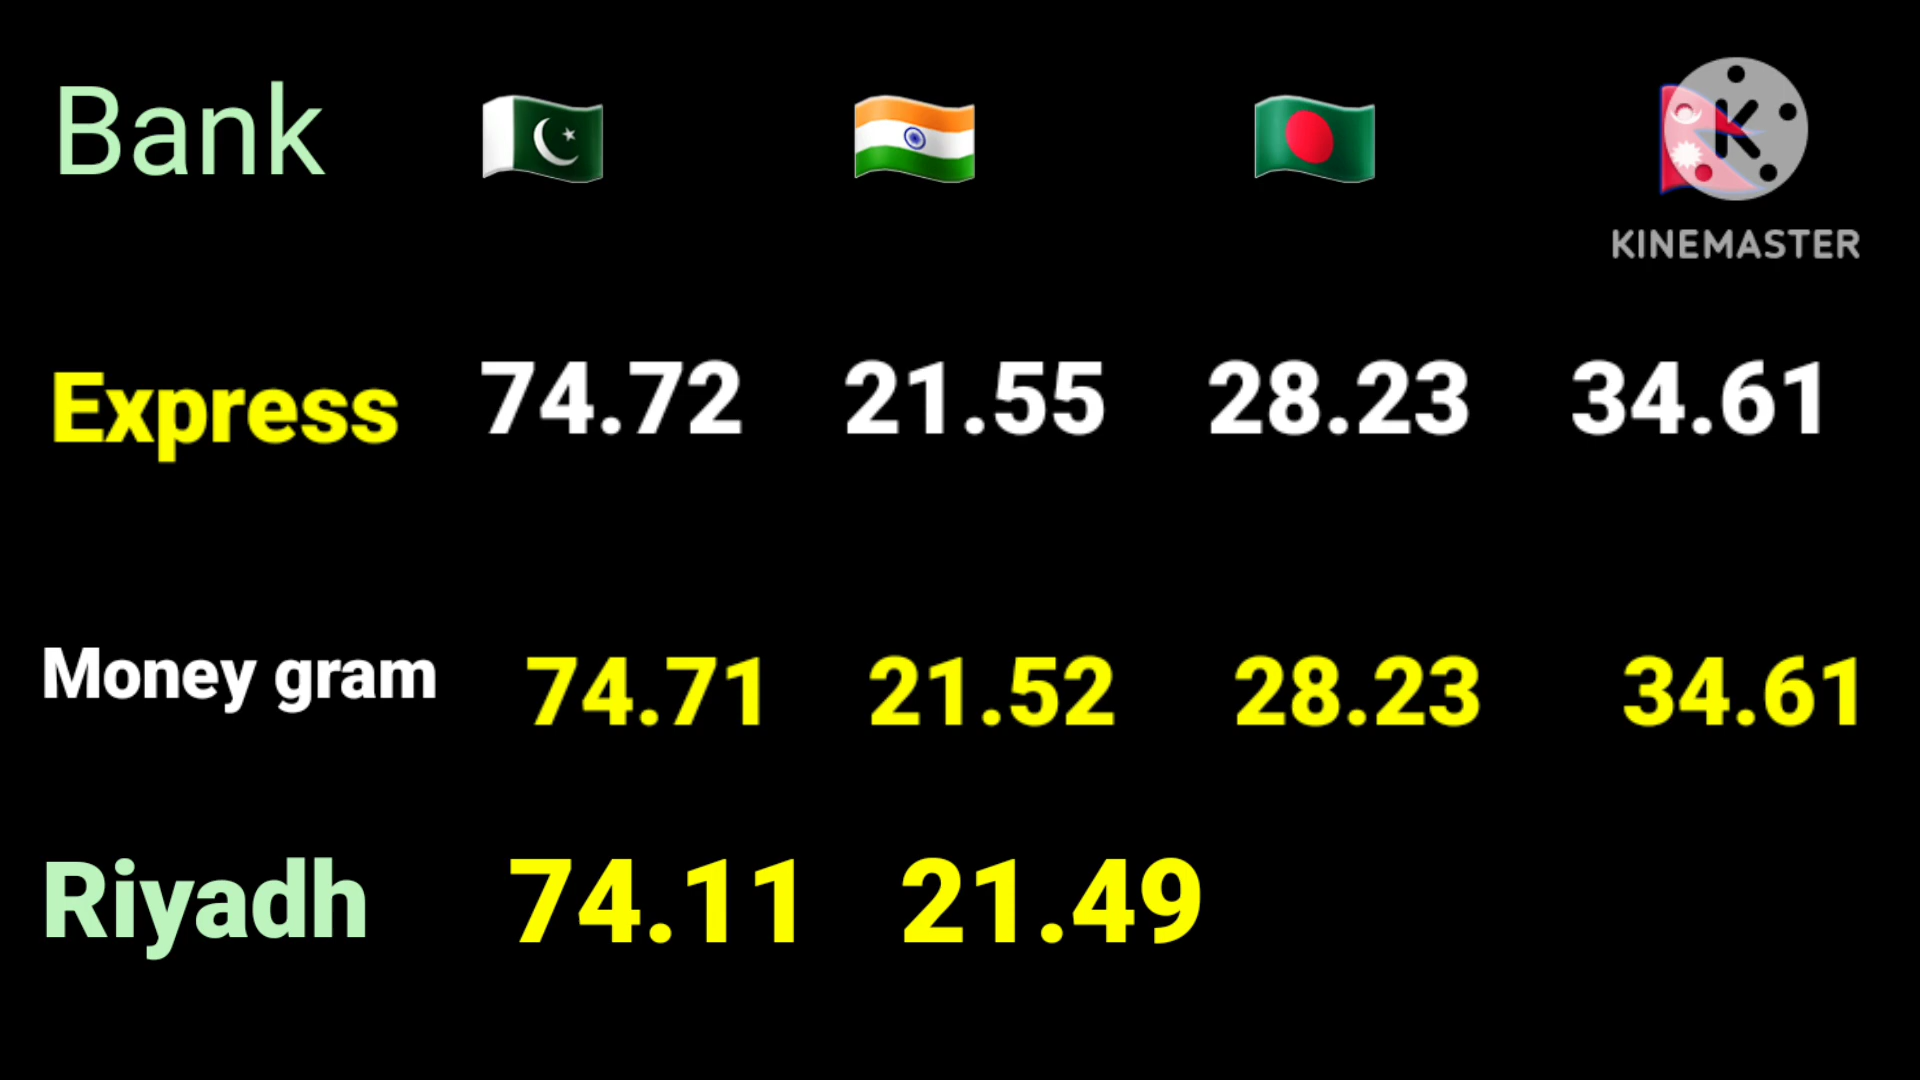 Bank
KINEMASTER
Express 74.72 21.55 28.23 34.61
Money gram 74.71 21.52 28.23 34.61
Riyadh 74.11 21.49